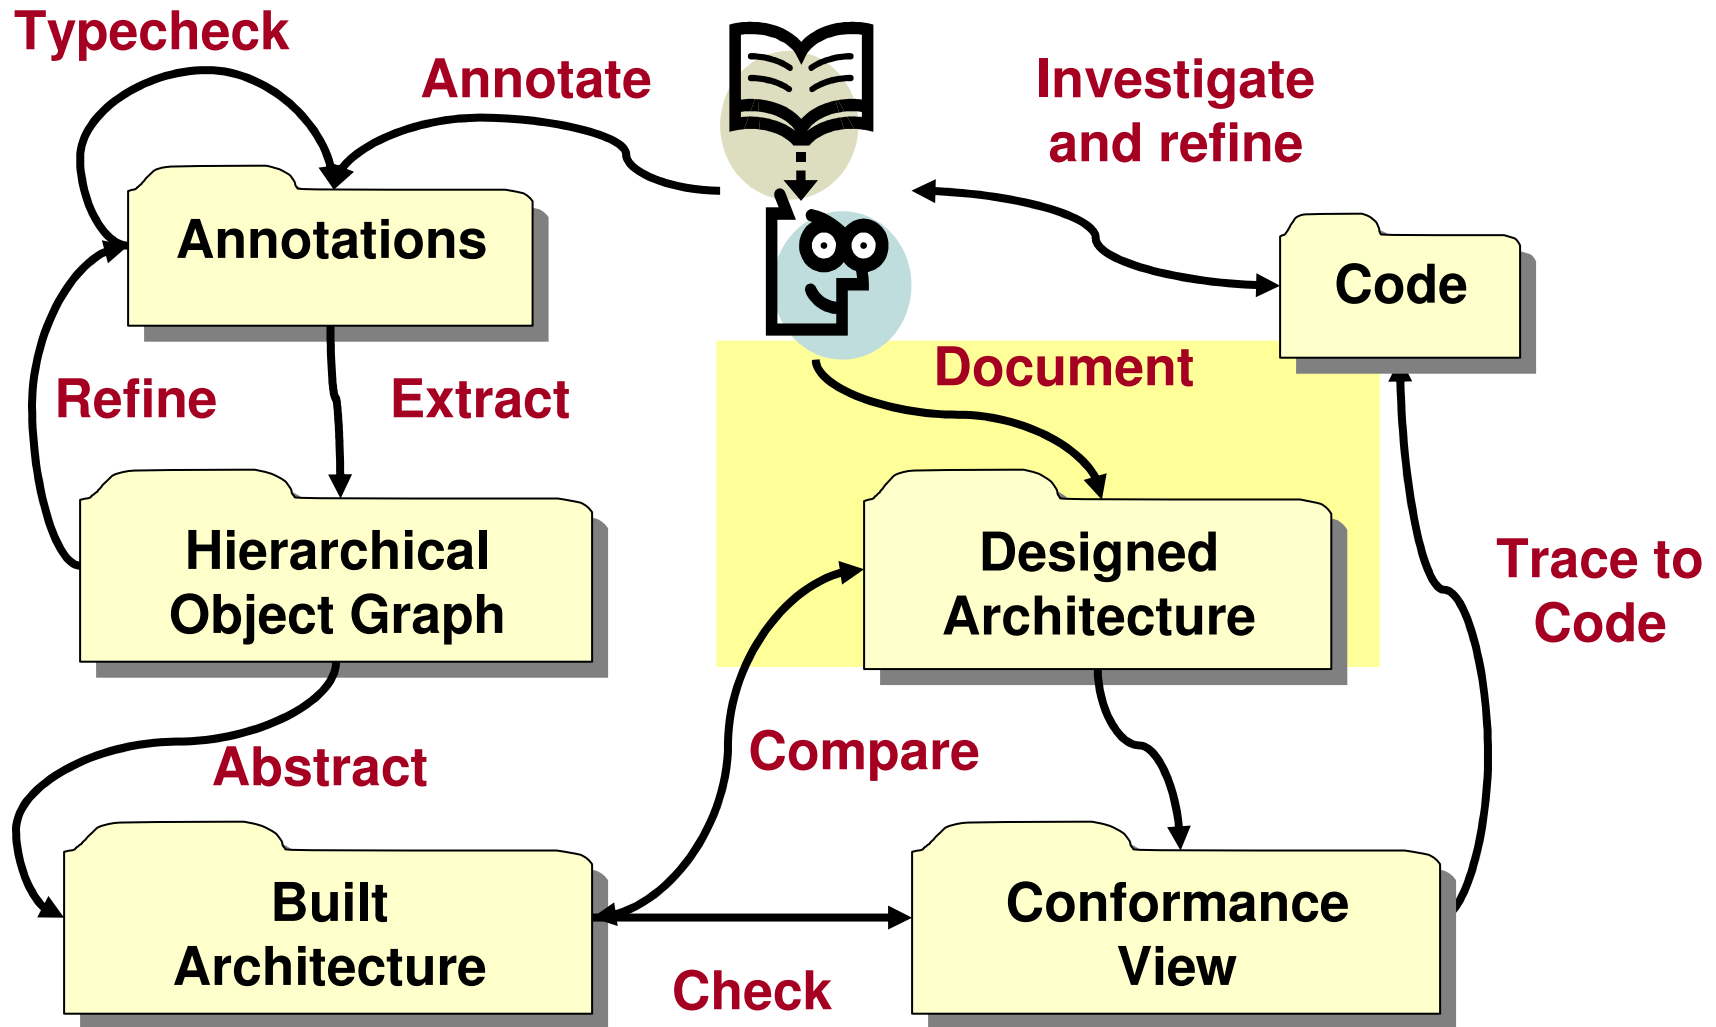 Typecheck
Annotate
Investigate
and refine
Annotations
Code
Document
Refine
Extract
Hierarchical
Object Graph
Designed
Architecture
Trace to
Code
Abstract
Compare
Built
Architecture
Conformance
View
Check